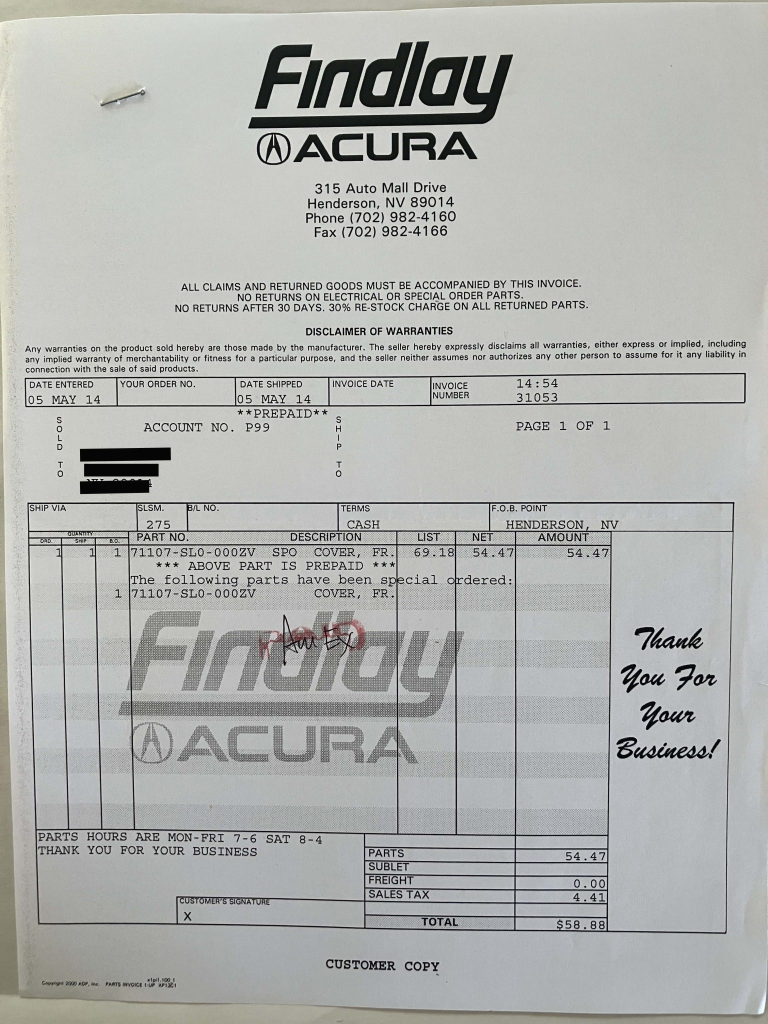 Findlay
ACURA
315 Auto Mall Drive
Henderson, NV 89014
Phone (702) 982-4160
Fax (702) 982-4166
ALL CLAIMS AND RETURNED GOODS MUST BE ACCOMPANIED BY THIS INVOICE.
NO RETURNS ON ELECTRICAL OR SPECIAL ORDER PARTS.
NO RETURNS AFTER 30 DAYS. 30% RE-STOCK CHARGE ON ALL RETURNED PARTS.
DISCLAIMER OF WARRANTIES
Any warranties on the product sold hereby are those made by the manufacturer. The seller hereby expressly disclaims all warranties, either express or implied, including
any implied warranty of merchantability or fitness for a particular purpose, and the seller neither assumes nor authorizes any other person to assume for it any liability in
connection with the sale of said products.
DATE ENTERED YOUR ORDER NO. DATE SHIPPED INVOICE DATE INVOICE NUMBER 14:54
05 MAY 14 05 MAY 14 31053
**PREPAID**
SOLD TO ACCOUNT NO. P99 SHIP TO PAGE 1 OF 1
SHIP VIA SLSM. B/L NO. TERMS F.O.B. POINT
275 CASH HENDERSON, NV
QUANTITY
ORD. SHIP B.O. PART NO. DESCRIPTION LIST NET AMOUNT
1 1 1 71107-SL0-000ZV SPO COVER, FR. 69.18 54.47 54.47
*** ABOVE PART IS PREPAID ***
The following parts have been special ordered:
1 71107-SL0-000ZV COVER, FR.
Am Ex
Findlay
ACURA
Thank
You For
Your
Business!
PARTS HOURS ARE MON-FRI 7-6 SAT 8-4
THANK YOU FOR YOUR BUSINESS
PARTS 54.47
SUBLET
FREIGHT 0.00
SALES TAX 4.41
TOTAL $58.88
CUSTOMER'S SIGNATURE
X
CUSTOMER COPY
Copyright 2000 ADP, Inc. PARTS INVOICE 1-UP